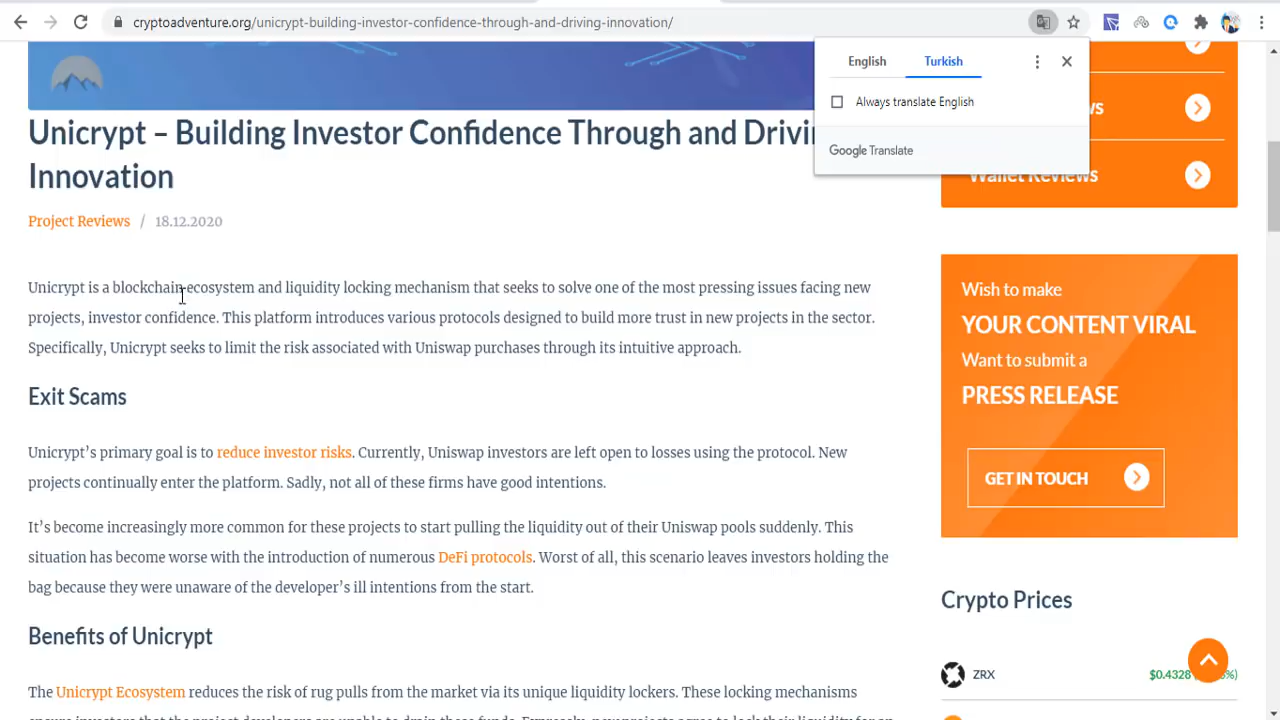 cryptoadventure.org/unicrypt-building-investor-confidence-through-and-driving-innovation/
English
Turkish
Always translate English
Google Translate
Unicrypt – Building Investor Confidence Through and
Innovation
Project Reviews / 18.12.2020
Unicrypt is a blockchain ecosystem and liquidity locking mechanism that seeks to solve one of the most pressing issues facing new
projects, investor confidence. This platform introduces various protocols designed to build more trust in new projects in the sector.
Specifically, Unicrypt seeks to limit the risk associated with Uniswap purchases through its intuitive approach.
Exit Scams
Unicrypt’s primary goal is to reduce investor risks. Currently, Uniswap investors are left open to losses using the protocol. New
projects continually enter the platform. Sadly, not all of these firms have good intentions.
It’s become increasingly more common for these projects to start pulling the liquidity out of their Uniswap pools suddenly. This
situation has become worse with the introduction of numerous DeFi protocols. Worst of all, this scenario leaves investors holding the
bag because they were unaware of the developer’s ill intentions from the start.
Benefits of Unicrypt
The Unicrypt Ecosystem reduces the risk of rug pulls from the market via its unique liquidity lockers. These locking mechanisms
Wallet Reviews
Wish to make
YOUR CONTENT VIRAL
Want to submit a
PRESS RELEASE
GET IN TOUCH
Crypto Prices
ZRX
$0.4328